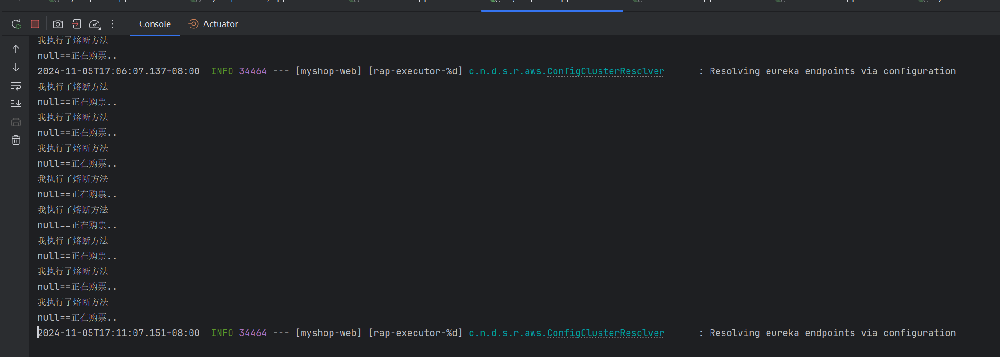 Console Actuator
我执行了熔断方法
null==正在购票..
2024-11-05T17:06:07.137+08:00  INFO 34464 --- [myshop-web] [rap-executor-%d] c.n.d.s.r.aws.ConfigClusterResolver      : Resolving eureka endpoints via configuration
我执行了熔断方法
null==正在购票..
我执行了熔断方法
null==正在购票..
我执行了熔断方法
null==正在购票..
我执行了熔断方法
null==正在购票..
我执行了熔断方法
null==正在购票..
我执行了熔断方法
null==正在购票..
我执行了熔断方法
null==正在购票..
我执行了熔断方法
null==正在购票..
2024-11-05T17:11:07.151+08:00  INFO 34464 --- [myshop-web] [rap-executor-%d] c.n.d.s.r.aws.ConfigClusterResolver      : Resolving eureka endpoints via configuration